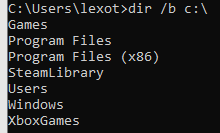 C:\Users\lexot>dir /b c:\
Games
Program Files
Program Files (x86)
SteamLibrary
Users
Windows
XboxGames